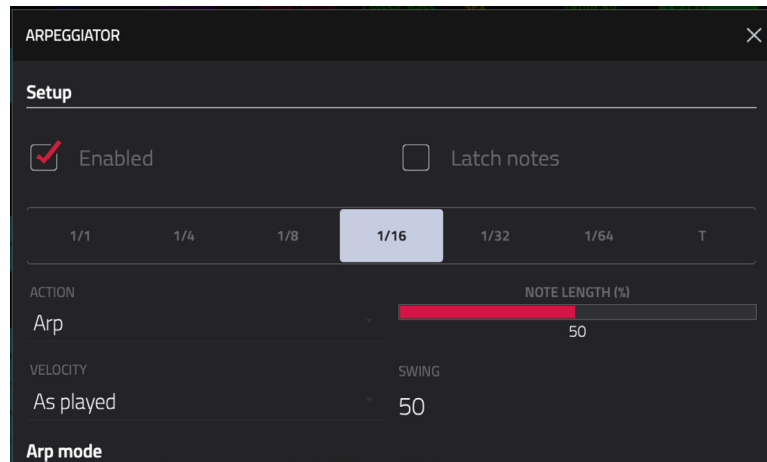 ARPEGGIATOR
Setup
Enabled Latch notes
1/1 1/4 1/8 1/16 1/32 1/64 T
ACTION NOTE LENGTH (%)
Arp
50
VELOCITY SWING
As played 50
Arp mode